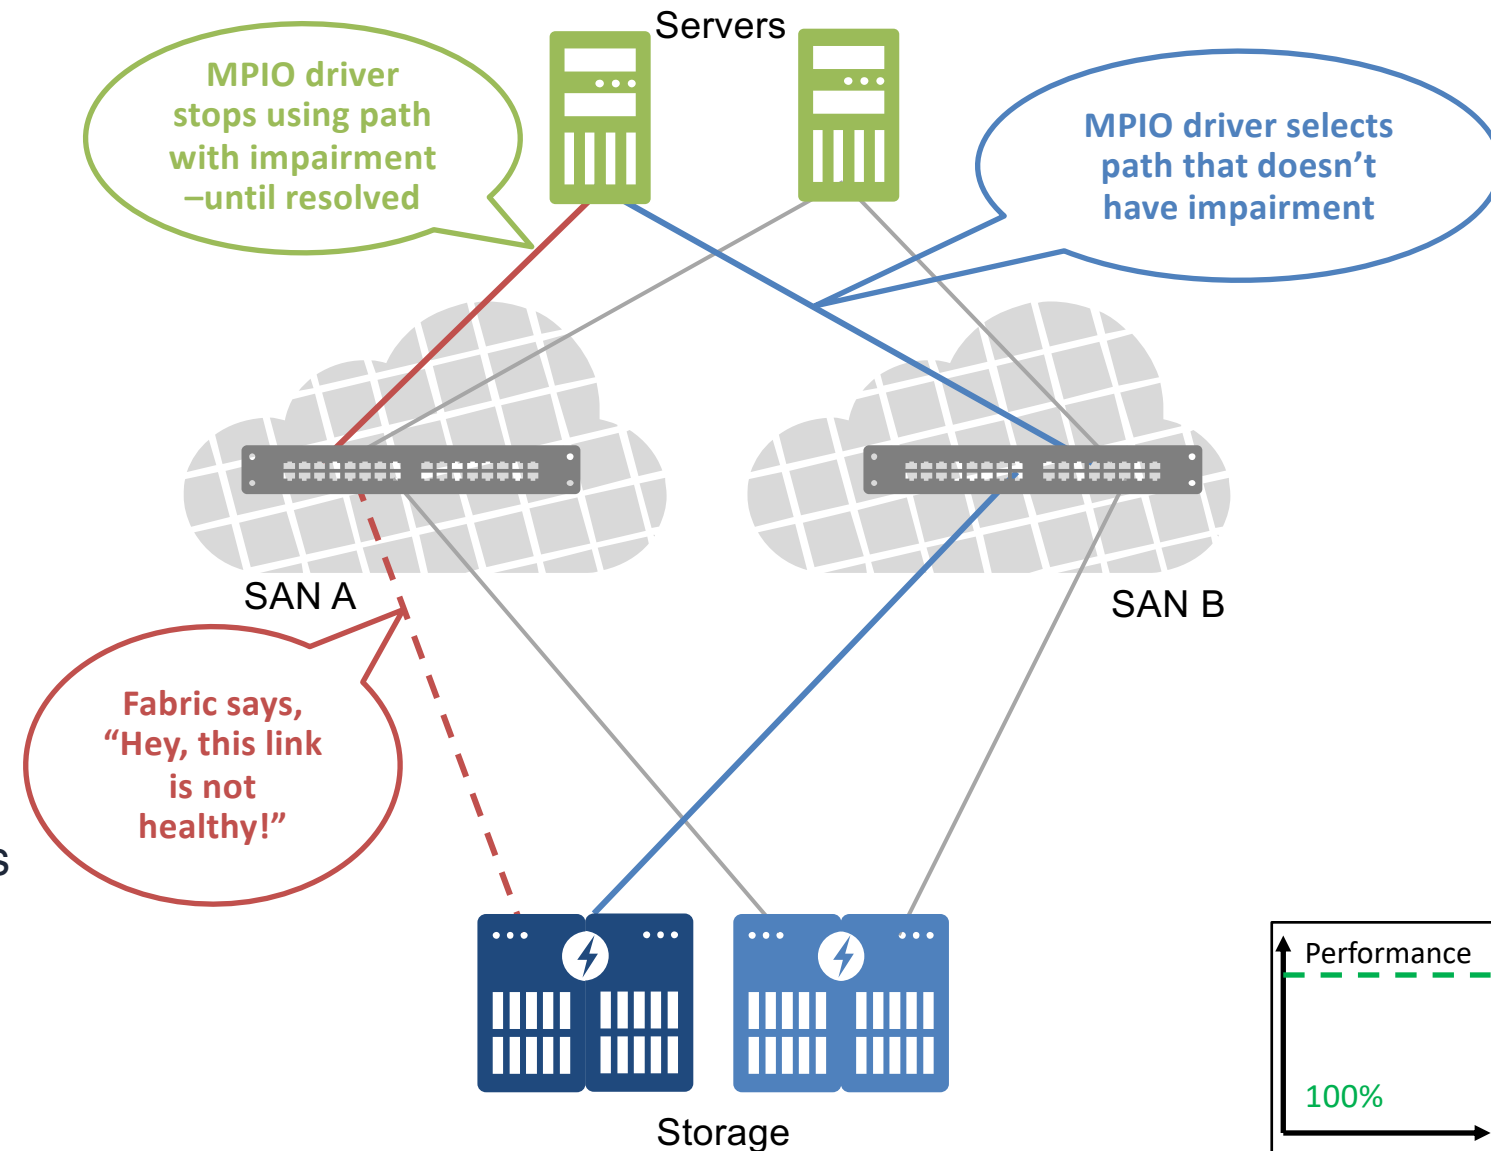 Servers
MPIO driver
stops using path
with impairment
–until resolved
MPIO driver selects
path that doesn’t
have impairment
SAN A
SAN B
Fabric says,
“Hey, this link
is not
healthy!”
s
Storage
Performance
100%